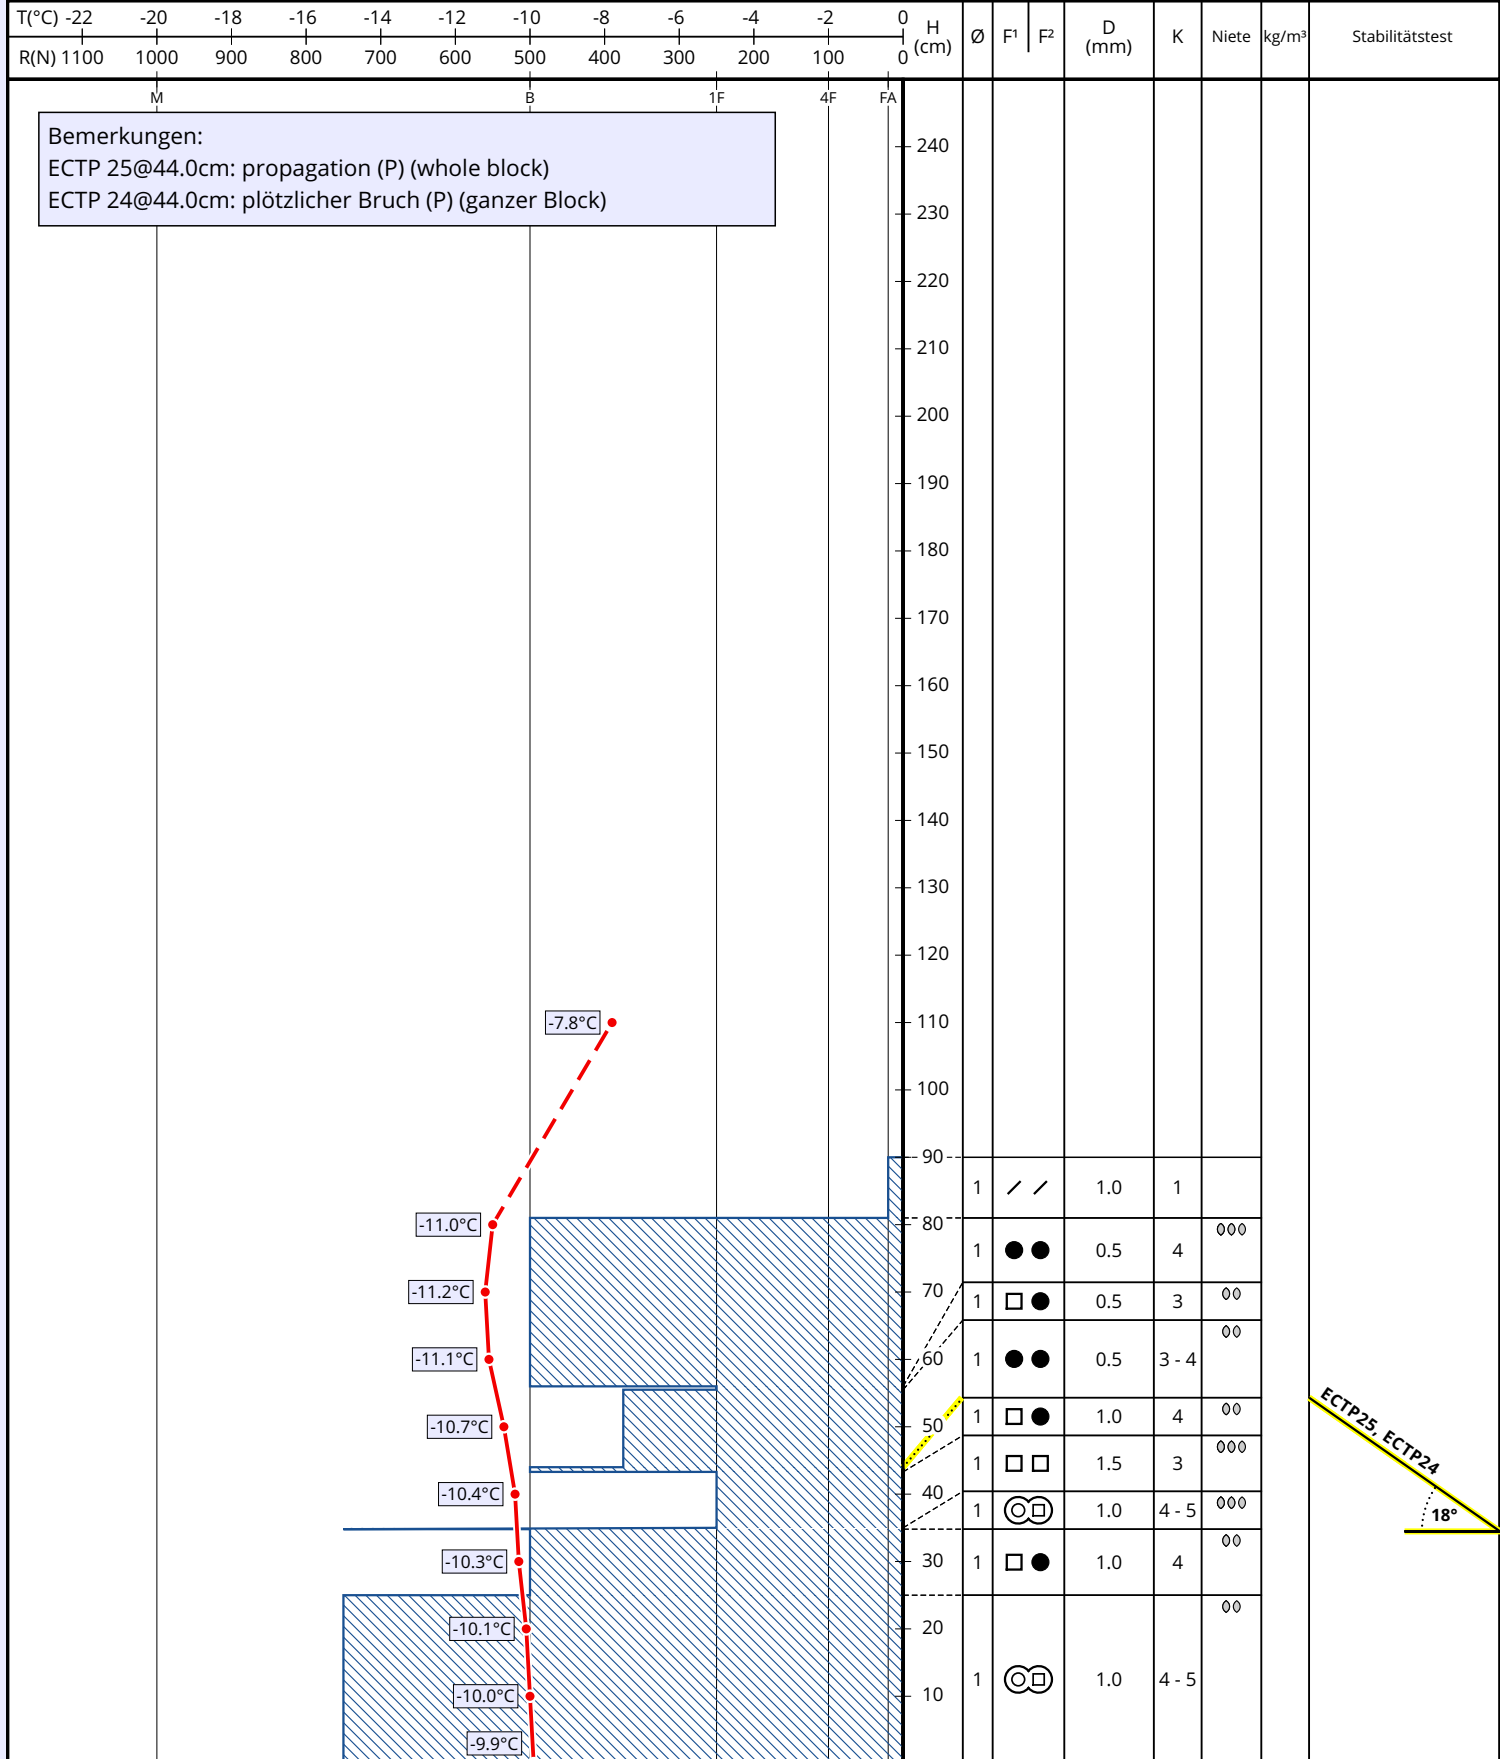 T(°C) -22 -20 -18 -16 -14 -12 -10 -8 -6 -4 -2 0
R(N) 1100 1000 900 800 700 600 500 400 300 200 100 0
H (cm) Ø F¹ F² D (mm) K Niete kg/m³ Stabilitätstest
M B 1F 4F FA
Bemerkungen:
ECTP 25@44.0cm: propagation (P) (whole block)
ECTP 24@44.0cm: plötzlicher Bruch (P) (ganzer Block)
240
230
220
210
200
190
180
170
160
150
140
130
120
-7.8°C 110
100
90
1 1.0 1
-11.0°C 80
1 0.5 4
-11.2°C 70
1 0.5 3
-11.1°C 60 1 0.5 3 - 4
-10.7°C 50 1 1.0 4
ECTP25, ECTP24
1 1.5 3
-10.4°C 40
1 1.0 4 - 5
18°
-10.3°C 30 1 1.0 4
-10.1°C 20
1 1.0 4 - 5
-10.0°C 10
-9.9°C